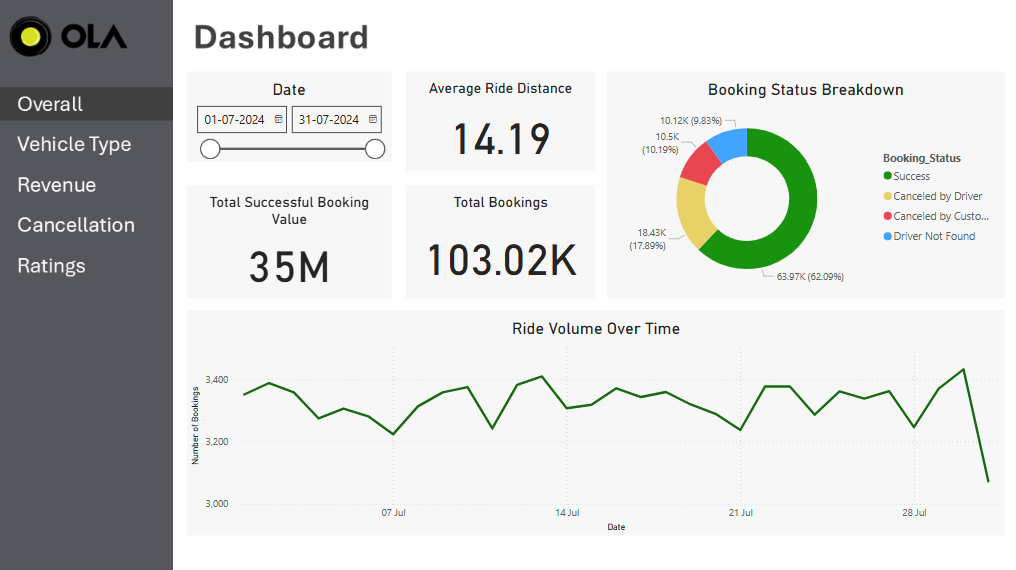 OLA
Dashboard
Overall
Vehicle Type
Revenue
Cancellation
Ratings
Date
01-07-2024
31-07-2024
Average Ride Distance
14.19
Total Successful Booking
Value
35M
Total Bookings
103.02K
Booking Status Breakdown
10.12K (9.83%)
10.5K
(10.19%)
18.43K
(17.89%)
63.97K (62.09%)
Booking_Status
Success
Canceled by Driver
Canceled by Custo...
Driver Not Found
Ride Volume Over Time
Number of Bookings
3,400
3,200
3,000
07 Jul
14 Jul
21 Jul
28 Jul
Date